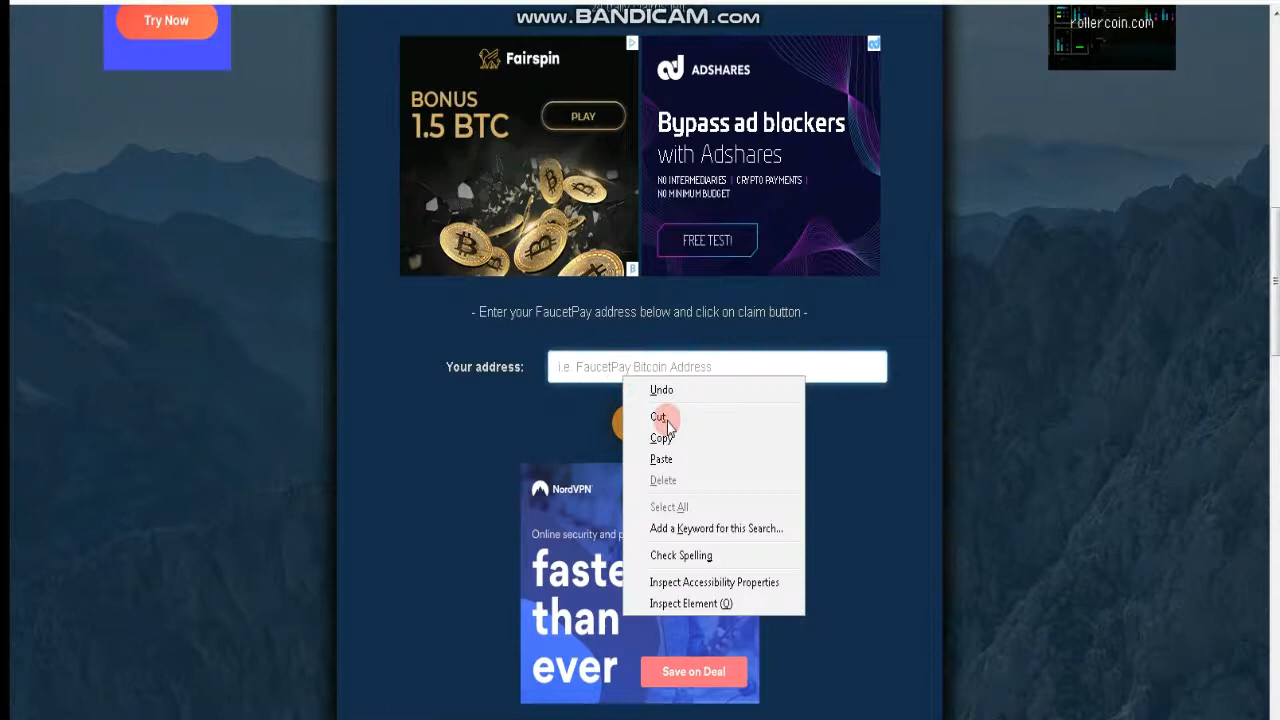 www.BANDICAM.com
Try Now
rollercoin.com
Fairspin
BONUS
1.5 BTC
PLAY
ADSHARES
Bypass ad blockers
with Adshares
NO INTERMEDIARIES | CRYPTO PAYMENTS |
NO MINIMUM BUDGET
FREE TEST!
- Enter your FaucetPay address below and click on claim button -
Your address:
i.e. FaucetPay Bitcoin Address
Undo
Cut
Copy
Paste
Delete
Select All
Add a Keyword for this Search...
Check Spelling
Inspect Accessibility Properties
Inspect Element (Q)
NordVPN
Online security and
faste
than
ever
Save on Deal